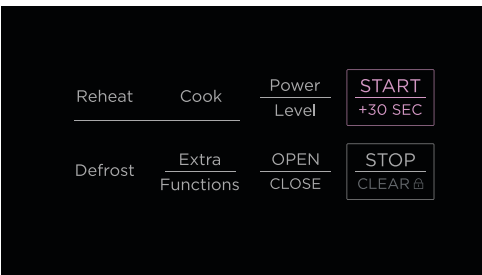 Reheat
Cook
Power
Level
START
+30 SEC
Defrost
Extra
Functions
OPEN
CLOSE
STOP
CLEAR